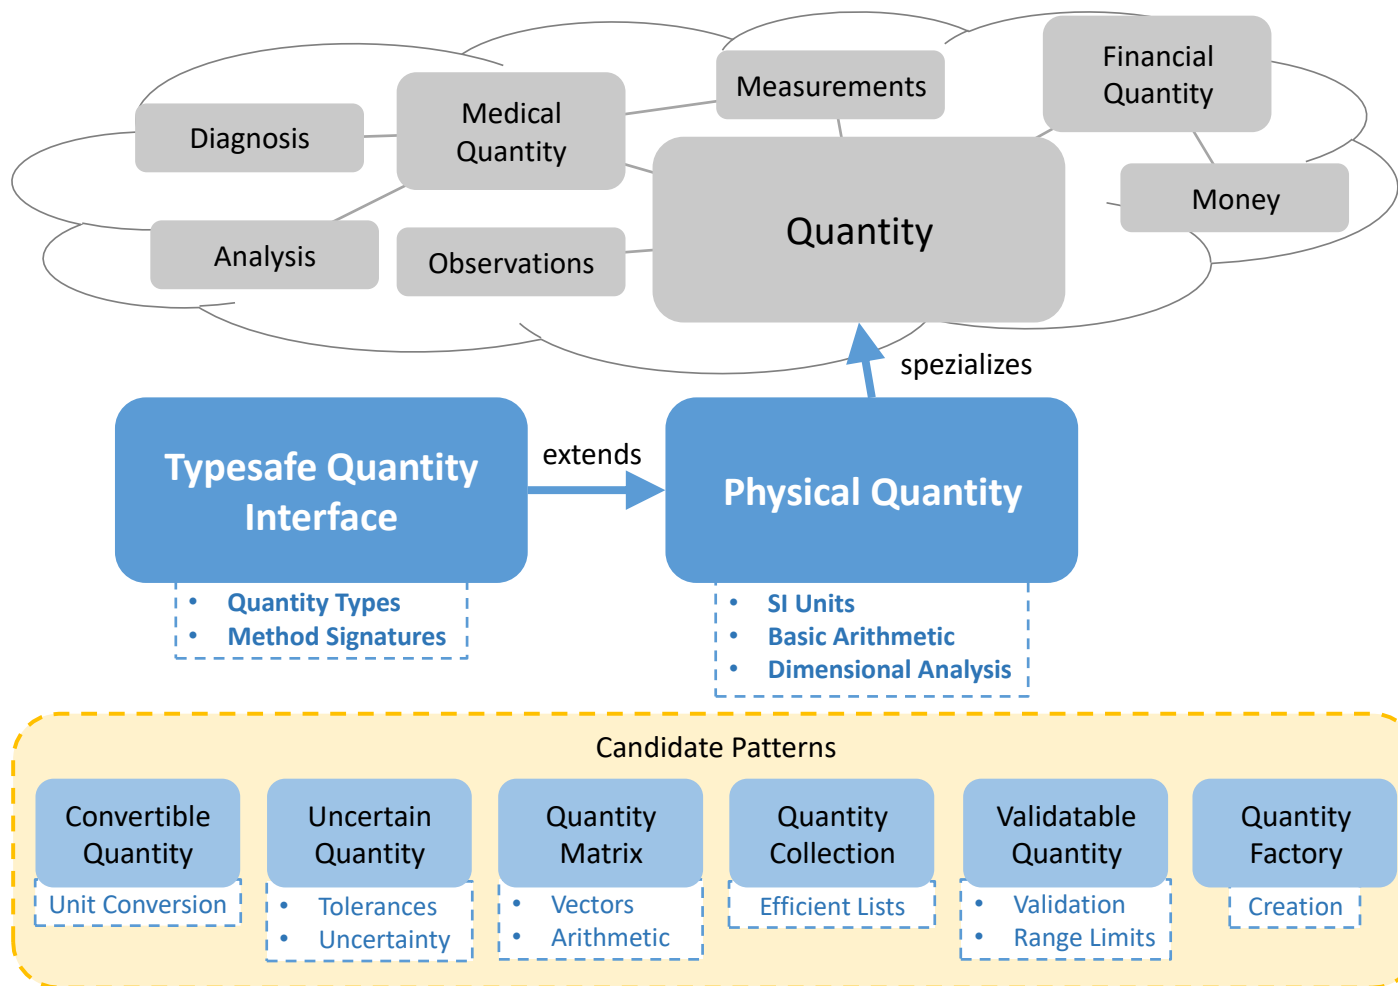 Financial
Quantity
Measurements
Medical
Quantity
Diagnosis
Money
Quantity
Analysis
Observations
spezializes
Typesafe Quantity
Interface
extends
Physical Quantity
• Quantity Types
• Method Signatures
• SI Units
• Basic Arithmetic
• Dimensional Analysis
Candidate Patterns
Convertible
Quantity
Unit Conversion
Uncertain
Quantity
• Tolerances
• Uncertainty
Quantity
Matrix
• Vectors
• Arithmetic
Quantity
Collection
Efficient Lists
Validatable
Quantity
• Validation
• Range Limits
Quantity
Factory
Creation